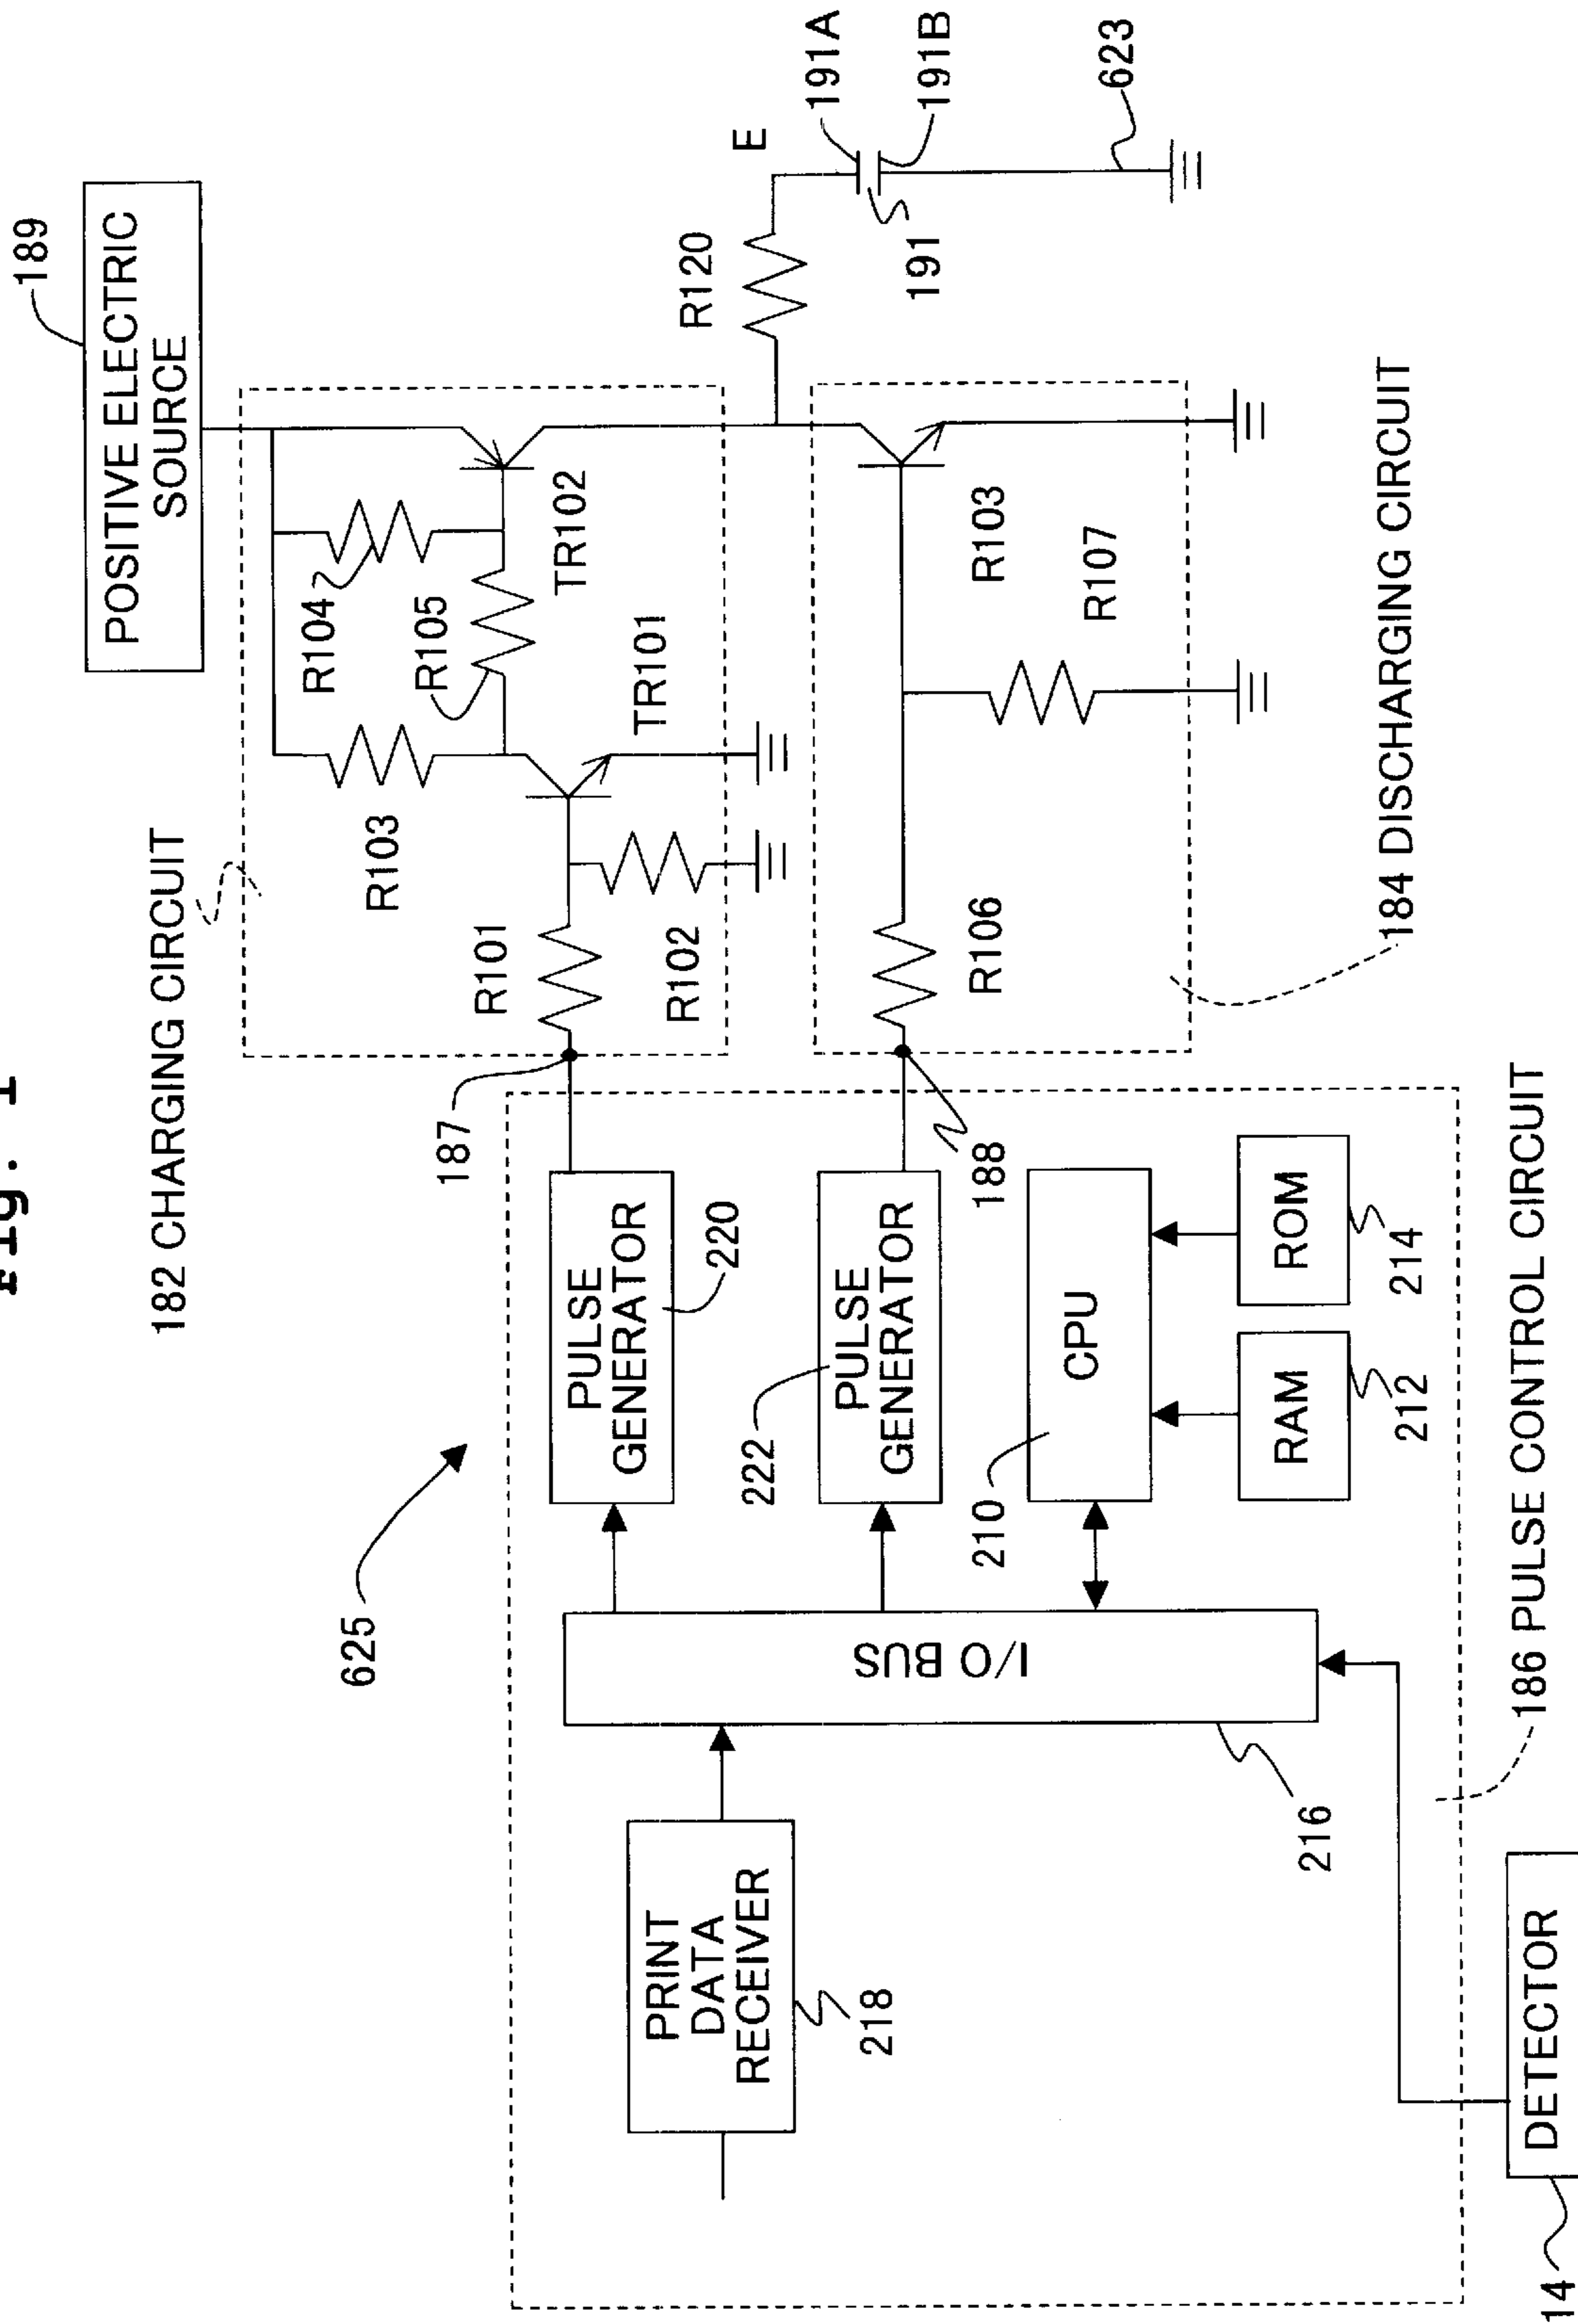 Fig. 1
182 CHARGING CIRCUIT
189
POSITIVE ELECTRIC
SOURCE
625
R103
R104
R105
TR102
TR101
R101
R102
187
R120
E
191A
191
191B
623
PRINT
DATA
RECEIVER
218
PULSE
GENERATOR
220
222
PULSE
GENERATOR
188
R106
R103
R107
I/O BUS
216
210
CPU
RAM
212
ROM
214
184 DISCHARGING CIRCUIT
186 PULSE CONTROL CIRCUIT
14
DETECTOR